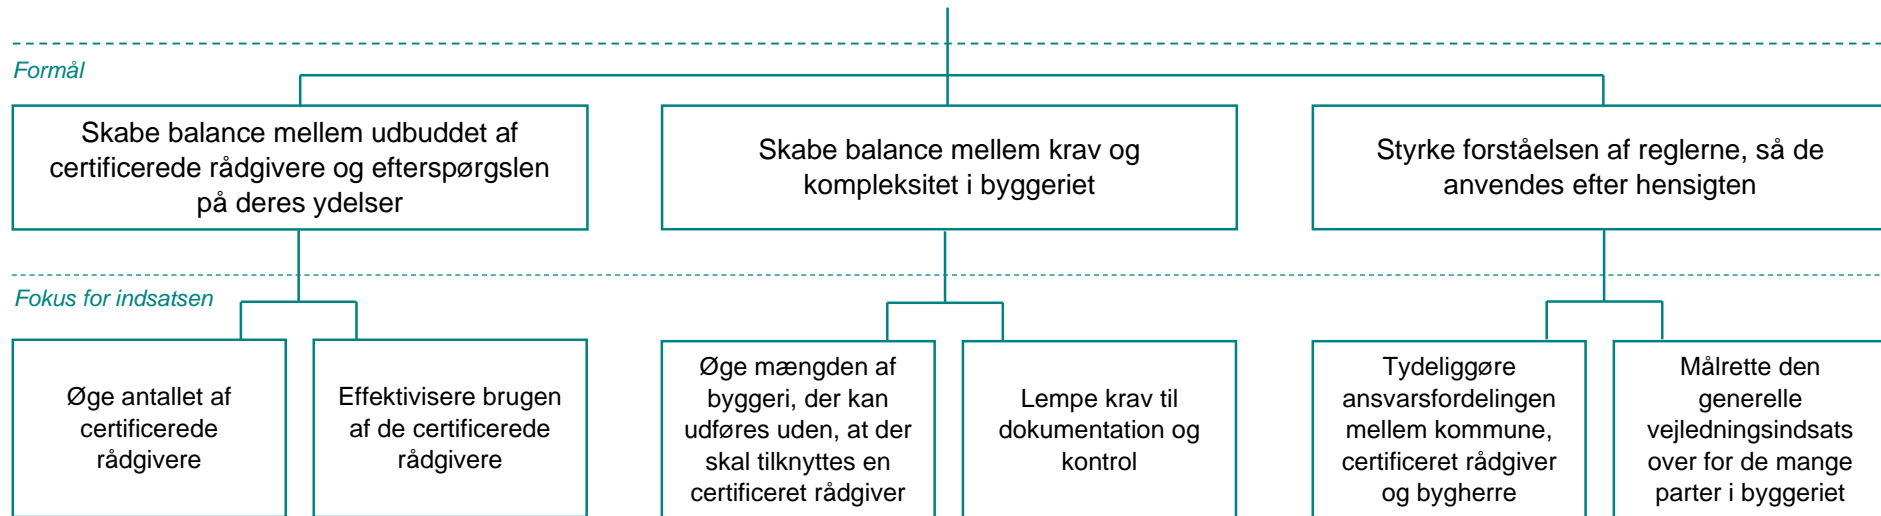 Formål
Skabe balance mellem udbuddet af
certificerede rådgivere og efterspørgslen
på deres ydelser
Skabe balance mellem krav og
kompleksitet i byggeriet
Styrke forståelsen af reglerne, så de
anvendes efter hensigten
Fokus for indsatsen
Øge antallet af
certificerede
rådgivere
Effektivisere brugen
af de certificerede
rådgivere
Øge mængden af
byggeri, der kan
udføres uden, at der
skal tilknyttes en
certificeret rådgiver
Lempe krav til
dokumentation og
kontrol
Tydeliggøre
ansvarsfordelingen
mellem kommune,
certificeret rådgiver
og bygherre
Målrette den
generelle
vejledningsindsats
over for de mange
parter i byggeriet